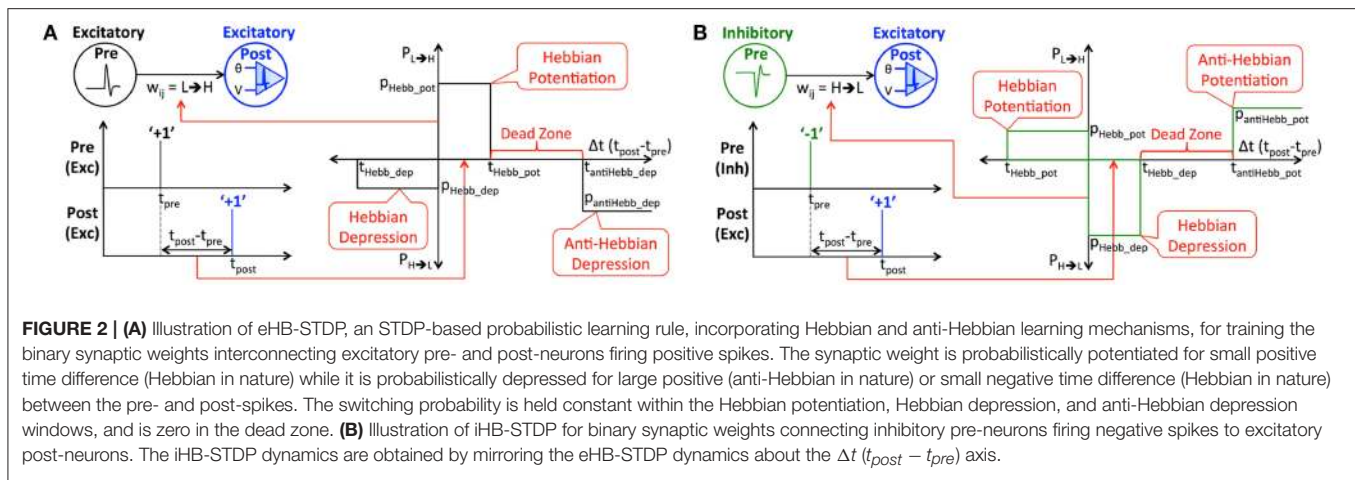 A
Excitatory
Pre
Excitatory
Post
θ
V
w_ij = L→H
P_L→H
p_Hebb_pot
Hebbian
Potentiation
Dead Zone
Δt (t_post-t_pre)
t_Hebb_dep
t_Hebb_pot
t_antiHebb_dep
p_Hebb_dep
p_antiHebb_dep
Hebbian
Depression
Anti-Hebbian
Depression
P_H→L
Pre
(Exc)
'+1'
t_pre
Post
(Exc)
'+1'
t_post-t_pre
t_post
B
Inhibitory
Pre
Excitatory
Post
θ
V
w_ij = H→L
P_L→H
Hebbian
Potentiation
Anti-Hebbian
Potentiation
p_Hebb_pot
p_antiHebb_pot
Dead Zone
Δt (t_post-t_pre)
t_Hebb_pot
t_Hebb_dep
t_antiHebb_pot
p_Hebb_dep
Hebbian
Depression
P_H→L
Pre
(Inh)
'-1'
t_pre
Post
(Exc)
'+1'
t_post-t_pre
t_post
FIGURE 2 | (A) Illustration of eHB-STDP, an STDP-based probabilistic learning rule, incorporating Hebbian and anti-Hebbian learning mechanisms, for training the
binary synaptic weights interconnecting excitatory pre- and post-neurons firing positive spikes. The synaptic weight is probabilistically potentiated for small positive
time difference (Hebbian in nature) while it is probabilistically depressed for large positive (anti-Hebbian in nature) or small negative time difference (Hebbian in nature)
between the pre- and post-spikes. The switching probability is held constant within the Hebbian potentiation, Hebbian depression, and anti-Hebbian depression
windows, and is zero in the dead zone. (B) Illustration of iHB-STDP for binary synaptic weights connecting inhibitory pre-neurons firing negative spikes to excitatory
post-neurons. The iHB-STDP dynamics are obtained by mirroring the eHB-STDP dynamics about the Δt (t_post − t_pre) axis.